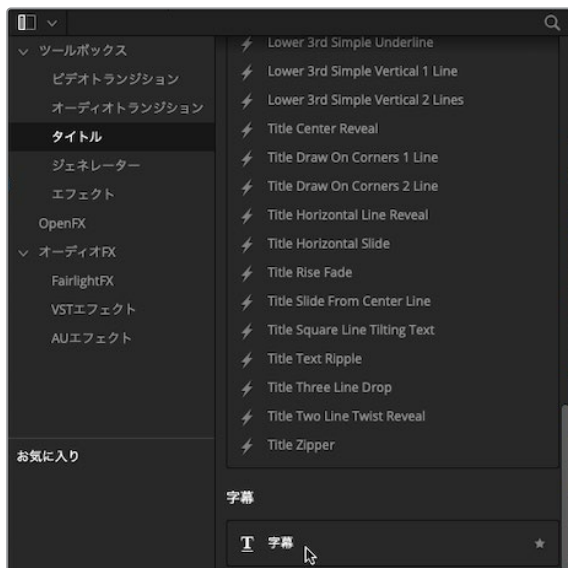 ツールボックス
ビデオトランジション
オーディオトランジション
タイトル
ジェネレーター
エフェクト
OpenFX
オーディオFX
FairlightFX
VSTエフェクト
AUエフェクト
お気に入り
Lower 3rd Simple Underline
Lower 3rd Simple Vertical 1 Line
Lower 3rd Simple Vertical 2 Lines
Title Center Reveal
Title Draw On Corners 1 Line
Title Draw On Corners 2 Line
Title Horizontal Line Reveal
Title Horizontal Slide
Title Rise Fade
Title Slide From Center Line
Title Square Line Tilting Text
Title Text Ripple
Title Three Line Drop
Title Two Line Twist Reveal
Title Zipper
字幕
T 字幕